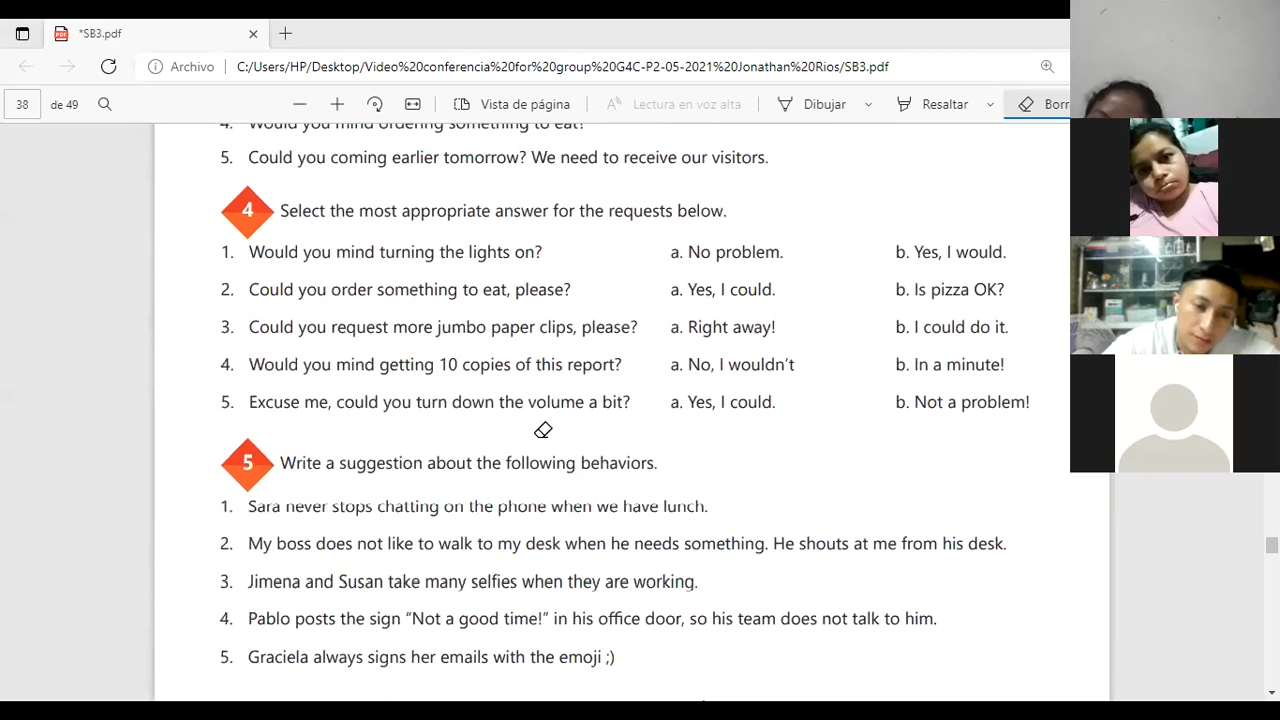 *SB3.pdf
Archivo C:/Users/HP/Desktop/Video%20conferencia%20for%20group%20G4C-P2-05-2021%20Jonathan%20Rios/SB3.pdf
38 de 49 Vista de página Lectura en voz alta Dibujar Resaltar Borr
4. Would you mind ordering something to eat?
5. Could you coming earlier tomorrow? We need to receive our visitors.
4 Select the most appropriate answer for the requests below.
1. Would you mind turning the lights on? a. No problem. b. Yes, I would.
2. Could you order something to eat, please? a. Yes, I could. b. Is pizza OK?
3. Could you request more jumbo paper clips, please? a. Right away! b. I could do it.
4. Would you mind getting 10 copies of this report? a. No, I wouldn't b. In a minute!
5. Excuse me, could you turn down the volume a bit? a. Yes, I could. b. Not a problem!
5 Write a suggestion about the following behaviors.
1. Sara never stops chatting on the phone when we have lunch.
2. My boss does not like to walk to my desk when he needs something. He shouts at me from his desk.
3. Jimena and Susan take many selfies when they are working.
4. Pablo posts the sign “Not a good time!” in his office door, so his team does not talk to him.
5. Graciela always signs her emails with the emoji ;)